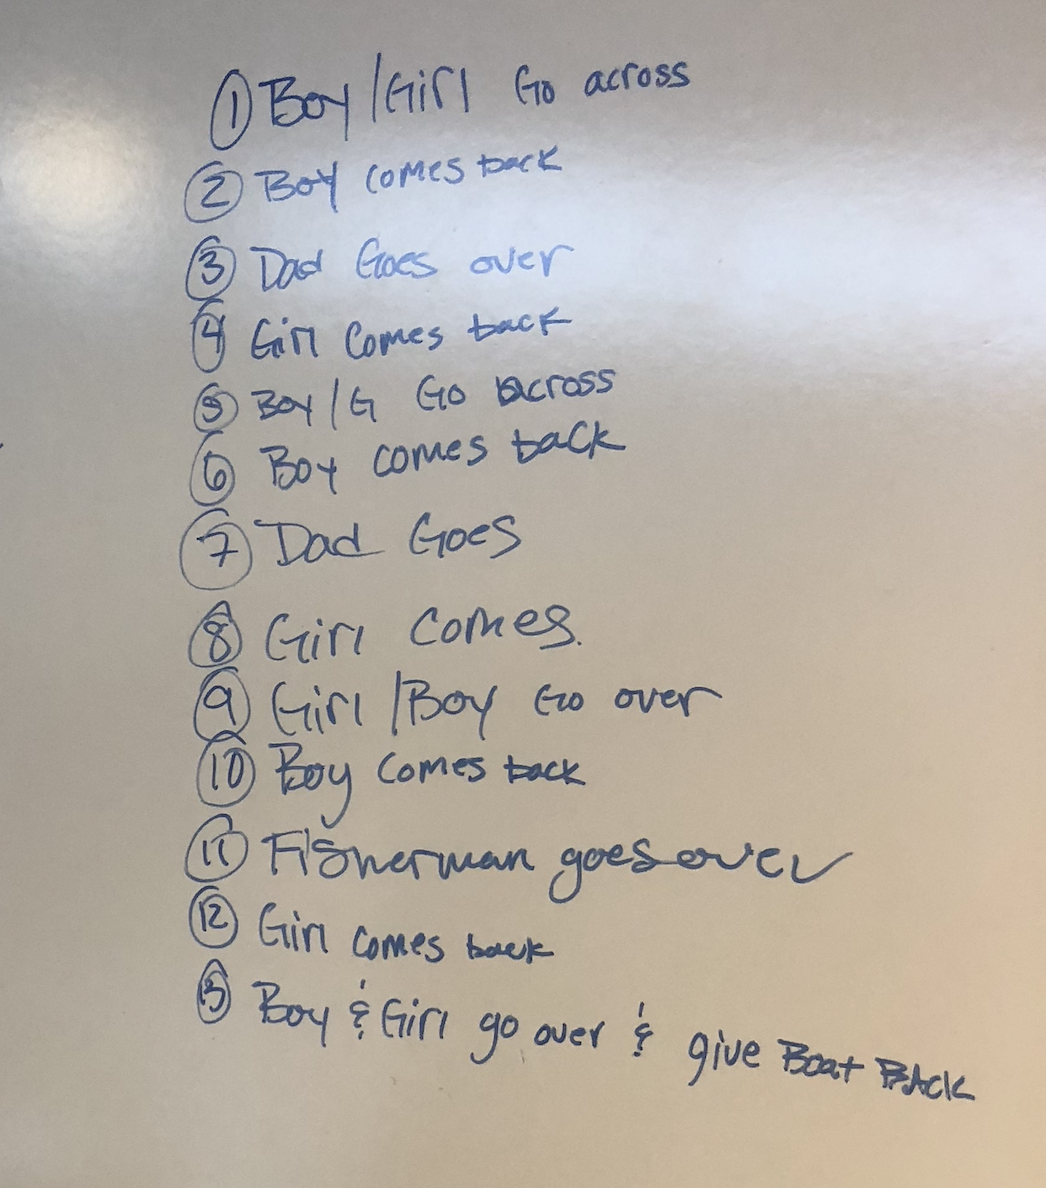 ① Boy/Girl Go across
② Boy comes back
③ Dad Goes over
④ Girl comes back
⑤ Boy/G Go across
⑥ Boy comes back
⑦ Dad Goes
⑧ Girl comes.
⑨ Girl/Boy Go over
⑩ Boy comes back
⑪ Fisherman goes over
⑫ Girl comes back
⑬ Boy & Girl go over & give Boat BACK